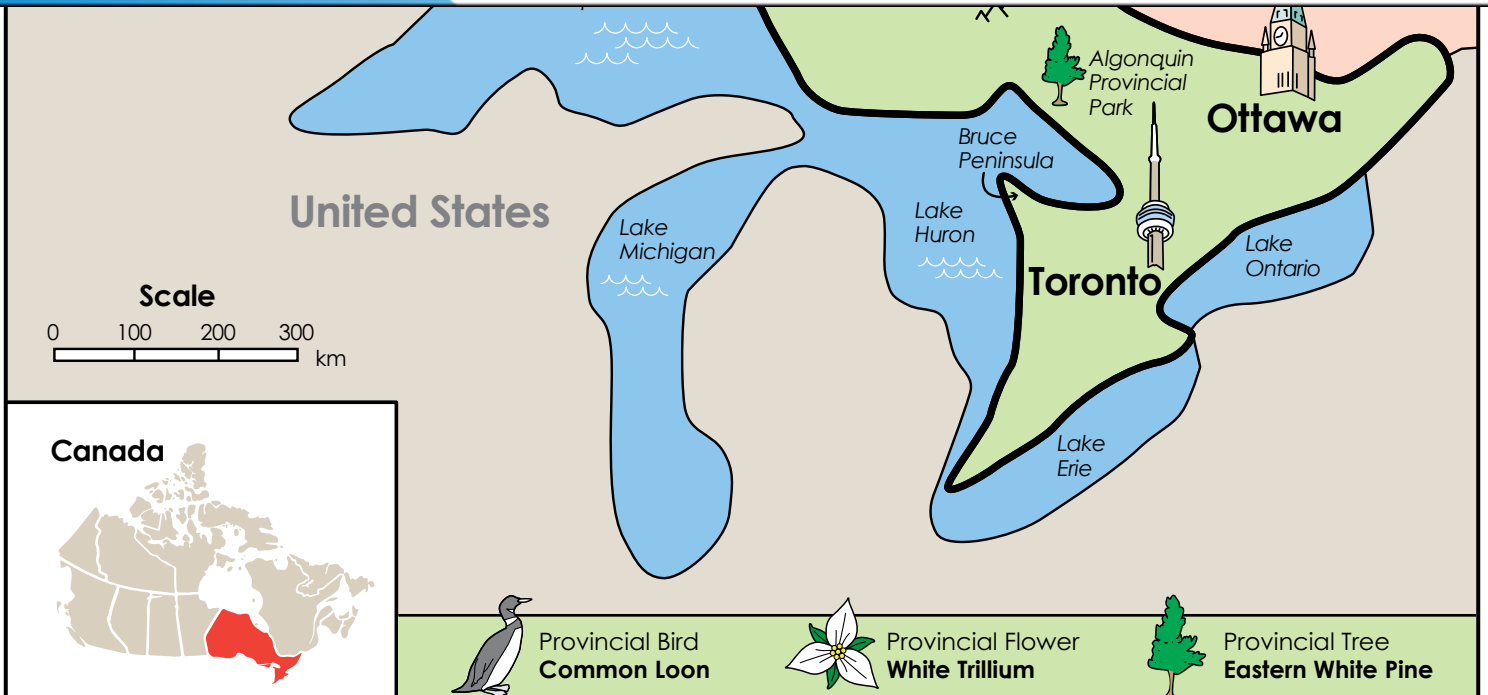 Algonquin
Provincial
Park
Ottawa
Bruce
Peninsula
United States
Lake
Michigan
Lake
Huron
Lake
Ontario
Toronto
Scale
0 100 200 300
km
Lake
Erie
Canada
Provincial Bird
Common Loon
Provincial Flower
White Trillium
Provincial Tree
Eastern White Pine